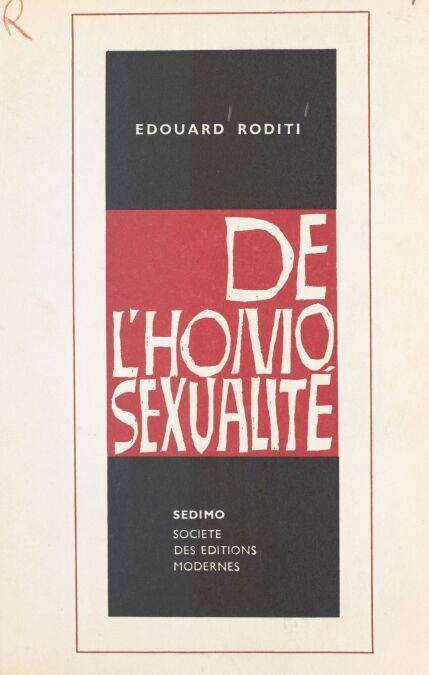 R
EDOUARD RODITI
DE
L'HOMO
SEXUALITÉ
SEDIMO
SOCIETE
DES EDITIONS
MODERNES